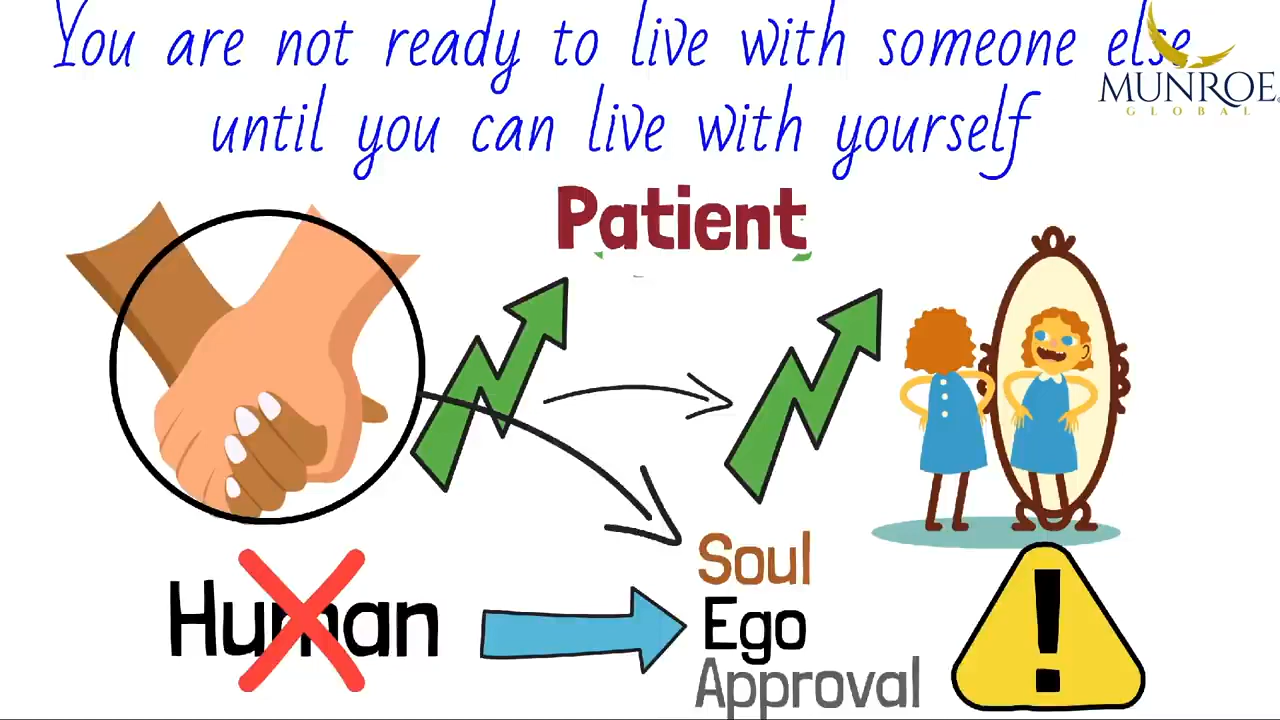 You are not ready to live with someone else
until you can live with yourself
MUNROE
GLOBAL
Patient
Human
Soul
Ego
Approval
!